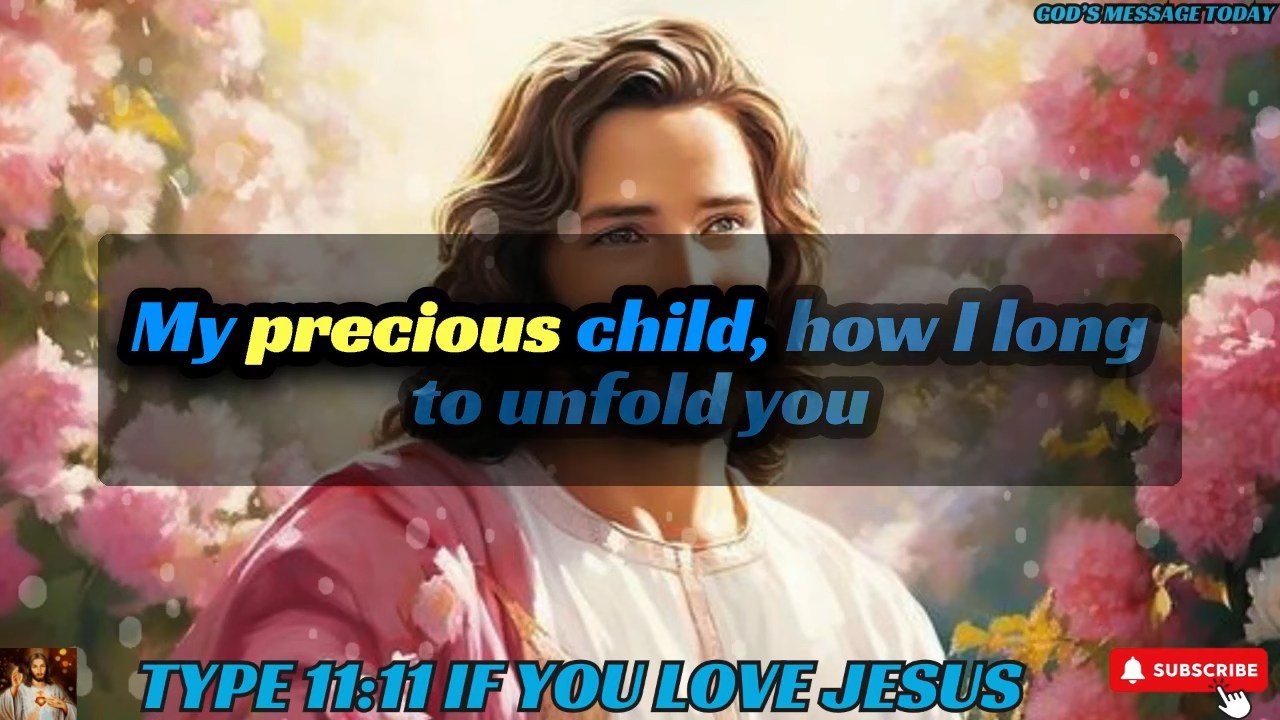 GOD'S MESSAGE TODAY
My precious child, how I long
to unfold you
TYPE 11:11 IF YOU LOVE JESUS
SUBSCRIBE